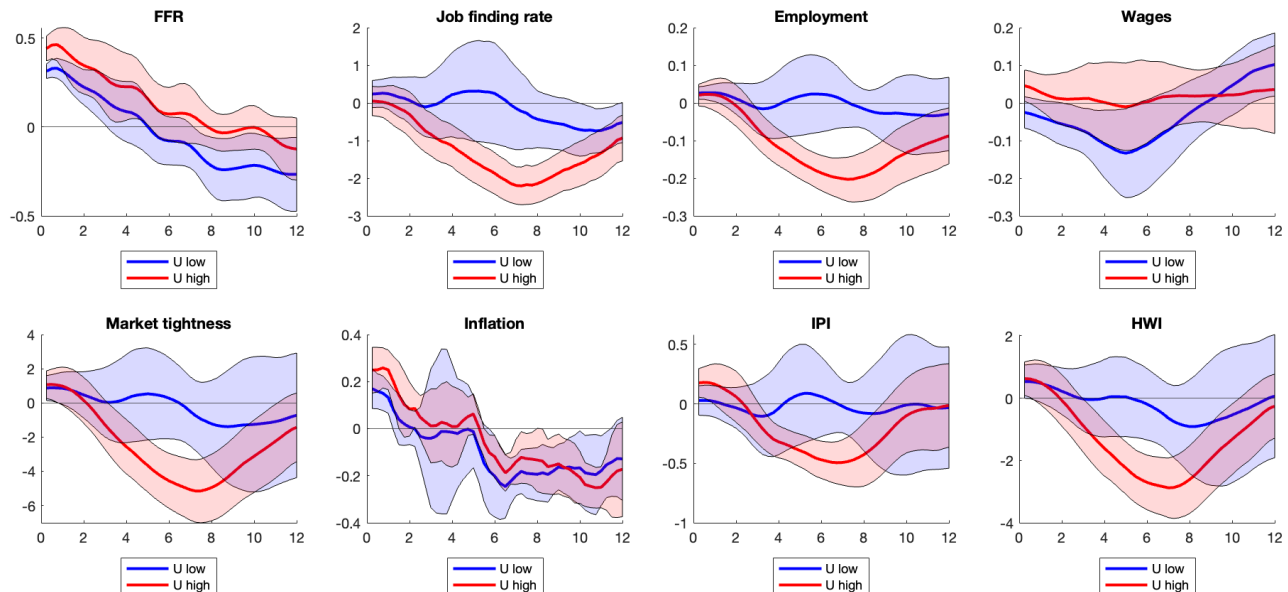 FFR
0.5
0
-0.5
0 2 4 6 8 10 12
U low
U high
Job finding rate
2
1
0
-1
-2
-3
0 2 4 6 8 10 12
U low
U high
Employment
0.2
0.1
0
-0.1
-0.2
-0.3
0 2 4 6 8 10 12
U low
U high
Wages
0.2
0.1
0
-0.1
-0.2
-0.3
0 2 4 6 8 10 12
U low
U high
Market tightness
4
2
0
-2
-4
-6
0 2 4 6 8 10 12
U low
U high
Inflation
0.4
0.2
0
-0.2
-0.4
0 2 4 6 8 10 12
U low
U high
IPI
0.5
0
-0.5
-1
0 2 4 6 8 10 12
U low
U high
HWI
2
0
-2
-4
0 2 4 6 8 10 12
U low
U high